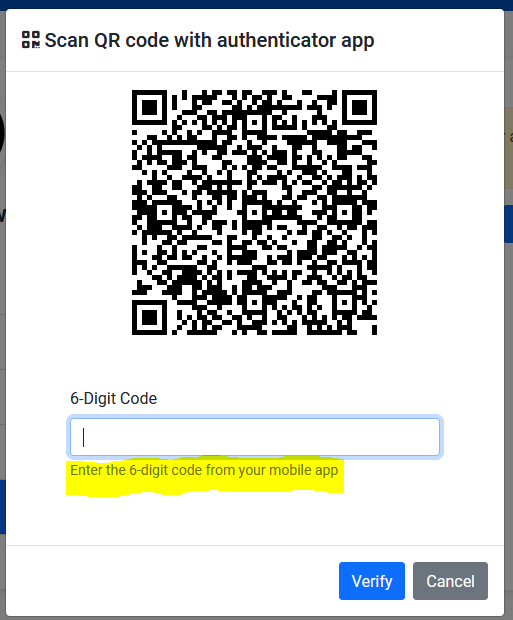 Scan QR code with authenticator app
6-Digit Code
Enter the 6-digit code from your mobile app
Verify Cancel